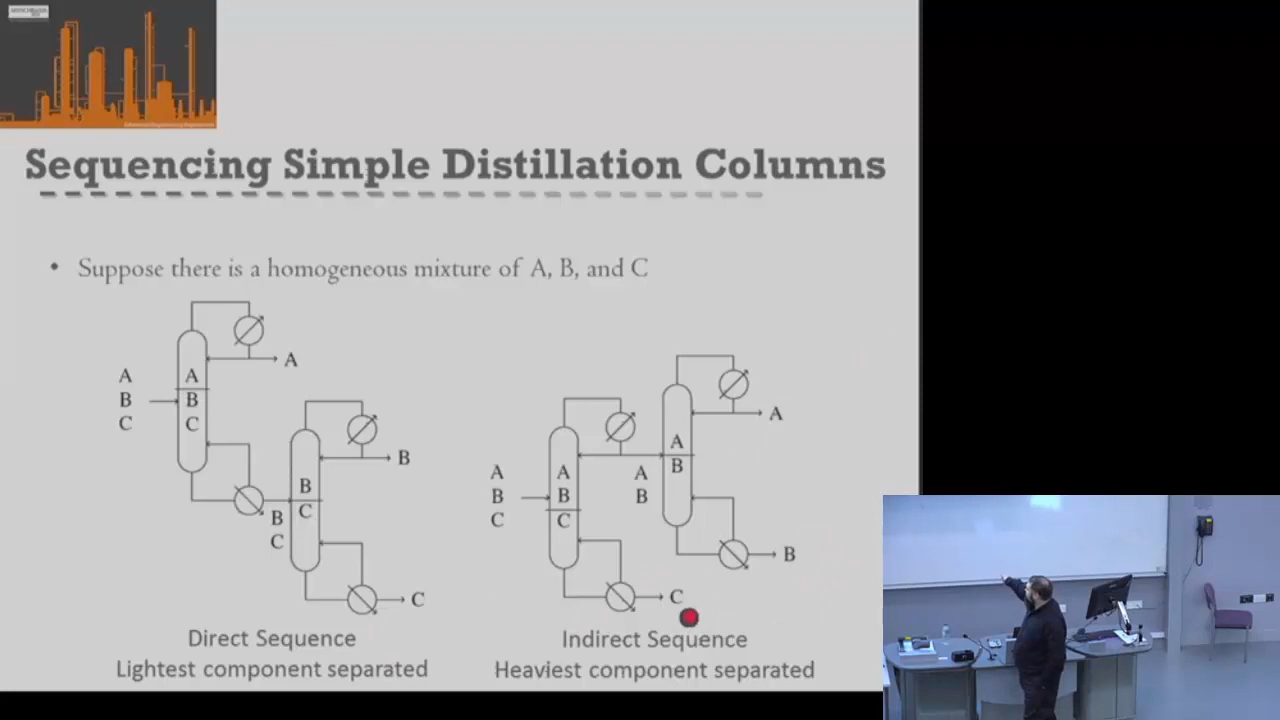 Sequencing Simple Distillation Columns
• Suppose there is a homogeneous mixture of A, B, and C
A
B
C
A
B
C
A
B
C
B
C
B
C
Direct Sequence
Lightest component separated
A
B
C
A
B
C
A
B
A
B
A
B
C
Indirect Sequence
Heaviest component separated